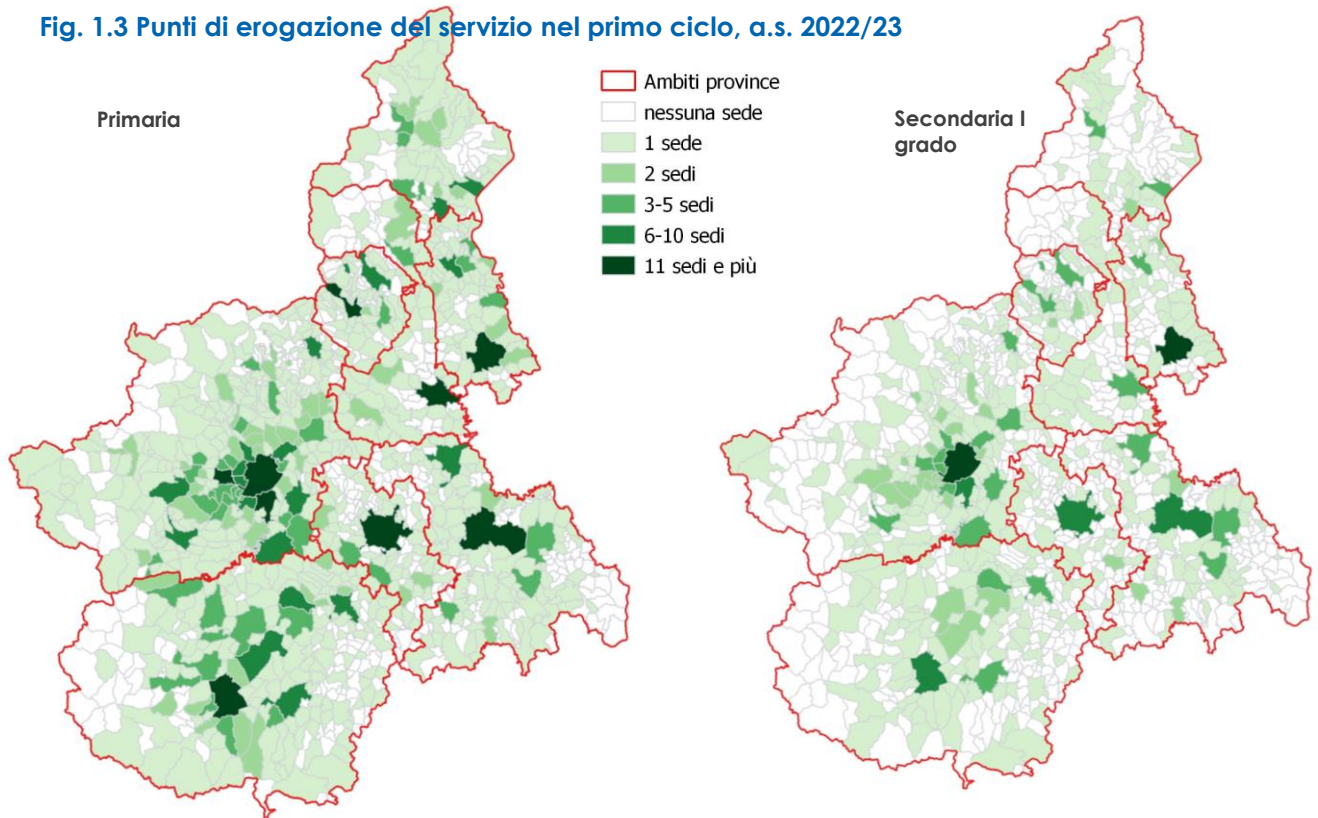 Fig. 1.3 Punti di erogazione del servizio nel primo ciclo, a.s. 2022/23
Primaria
Ambiti province
nessuna sede
1 sede
2 sedi
3-5 sedi
6-10 sedi
11 sedi e più
Secondaria I
grado